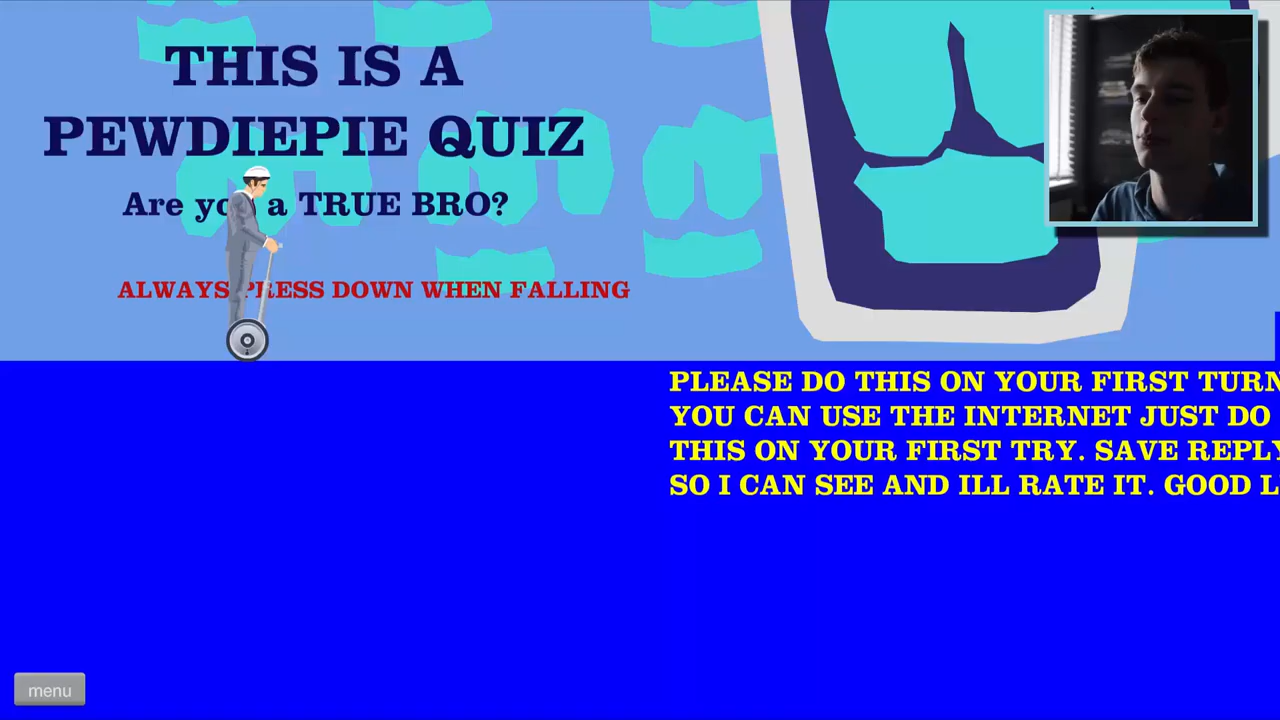 THIS IS A
PEWDIEPIE QUIZ
Are you a TRUE BRO?
ALWAYS PRESS DOWN WHEN FALLING
PLEASE DO THIS ON YOUR FIRST TURN
YOU CAN USE THE INTERNET JUST DO
THIS ON YOUR FIRST TRY. SAVE REPLY
SO I CAN SEE AND ILL RATE IT. GOOD L
menu